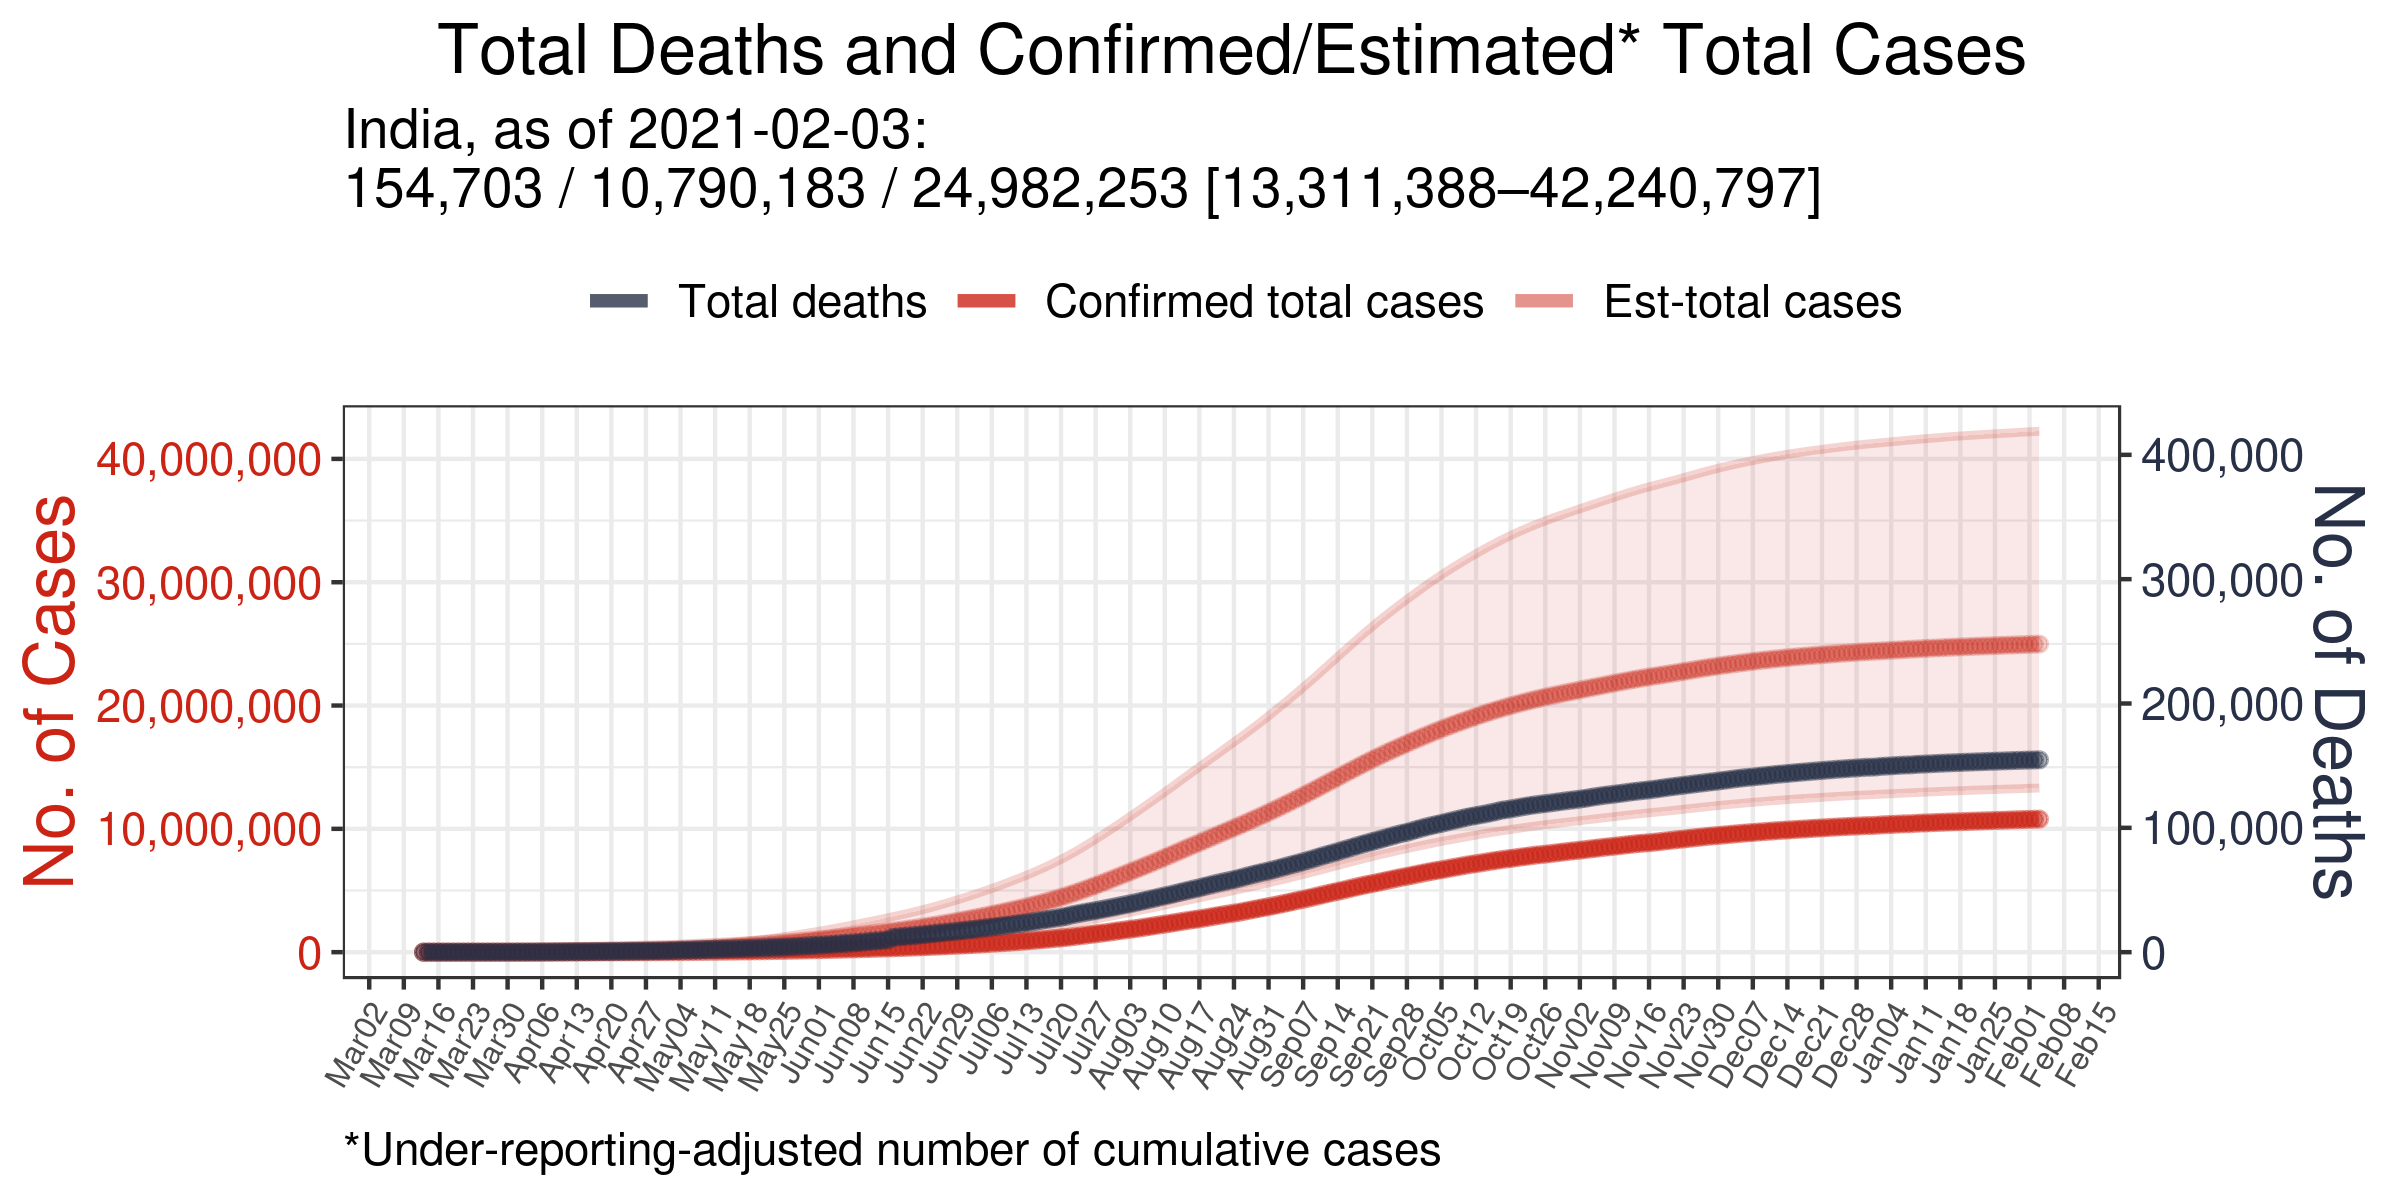 Total Deaths and Confirmed/Estimated* Total Cases
India, as of 2021-02-03:
154,703 / 10,790,183 / 24,982,253 [13,311,388–42,240,797]
Total deaths Confirmed total cases Est-total cases
No. of Cases
40,000,000
30,000,000
20,000,000
10,000,000
0
400,000
300,000
200,000
100,000
0
No. of Deaths
Mar02 Mar09 Mar16 Mar23 Mar30 Apr06 Apr13 Apr20 Apr27 May04 May11 May18 May25 Jun01 Jun08 Jun15 Jun22 Jun29 Jul06 Jul13 Jul20 Jul27 Aug03 Aug10 Aug17 Aug24 Aug31 Sep07 Sep14 Sep21 Sep28 Oct05 Oct12 Oct19 Oct26 Nov02 Nov09 Nov16 Nov23 Nov30 Dec07 Dec14 Dec21 Dec28 Jan04 Jan11 Jan18 Jan25 Feb01 Feb08 Feb15
*Under-reporting-adjusted number of cumulative cases